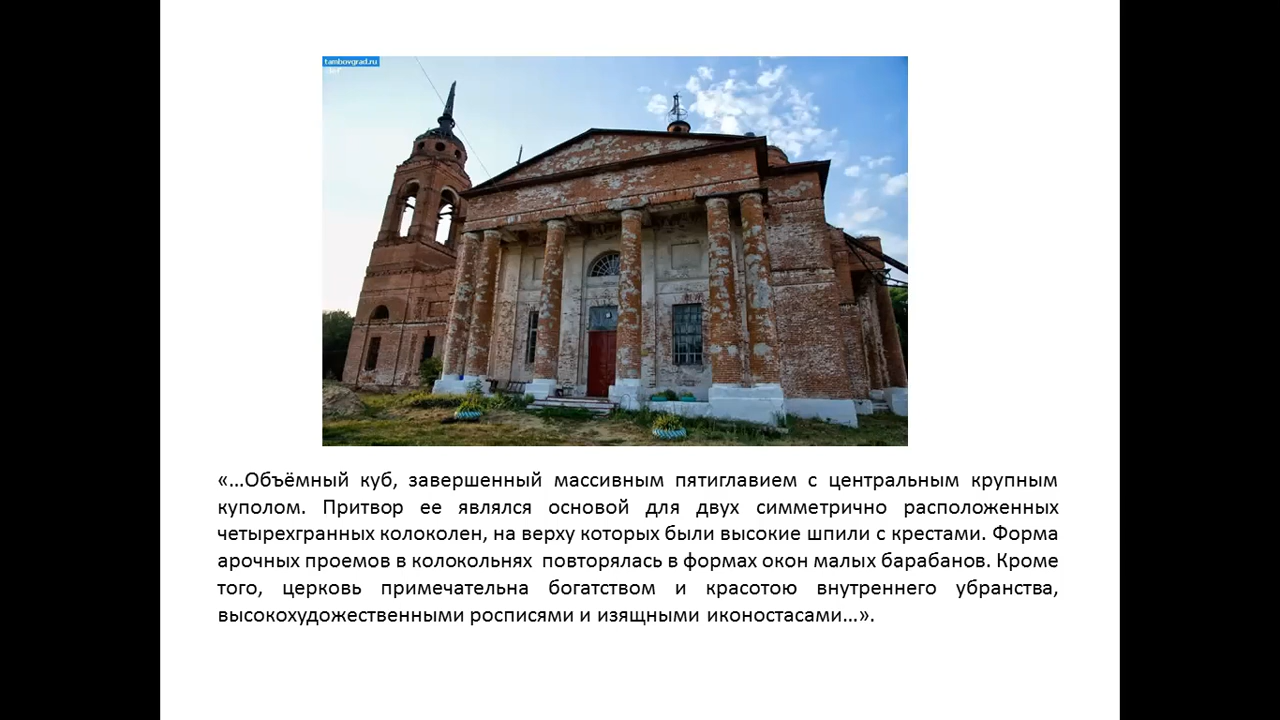 tambovgrad.ru
«…Объёмный куб, завершенный массивным пятиглавием с центральным крупным
куполом. Притвор ее являлся основой для двух симметрично расположенных
четырехгранных колоколен, на верху которых были высокие шпили с крестами. Форма
арочных проемов в колокольнях повторялась в формах окон малых барабанов. Кроме
того, церковь примечательна богатством и красотою внутреннего убранства,
высокохудожественными росписями и изящными иконостасами…».